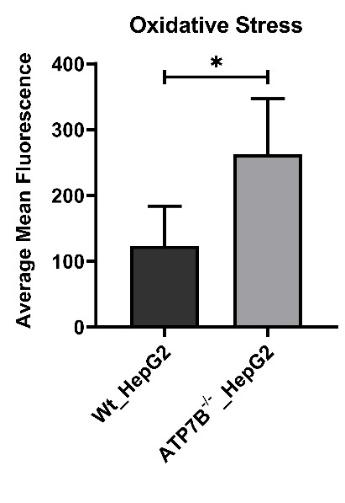 Oxidative Stress
*
Average Mean Fluorescence
400
300
200
100
0
Wt_HepG2
ATP7B⁻/⁻_HepG2